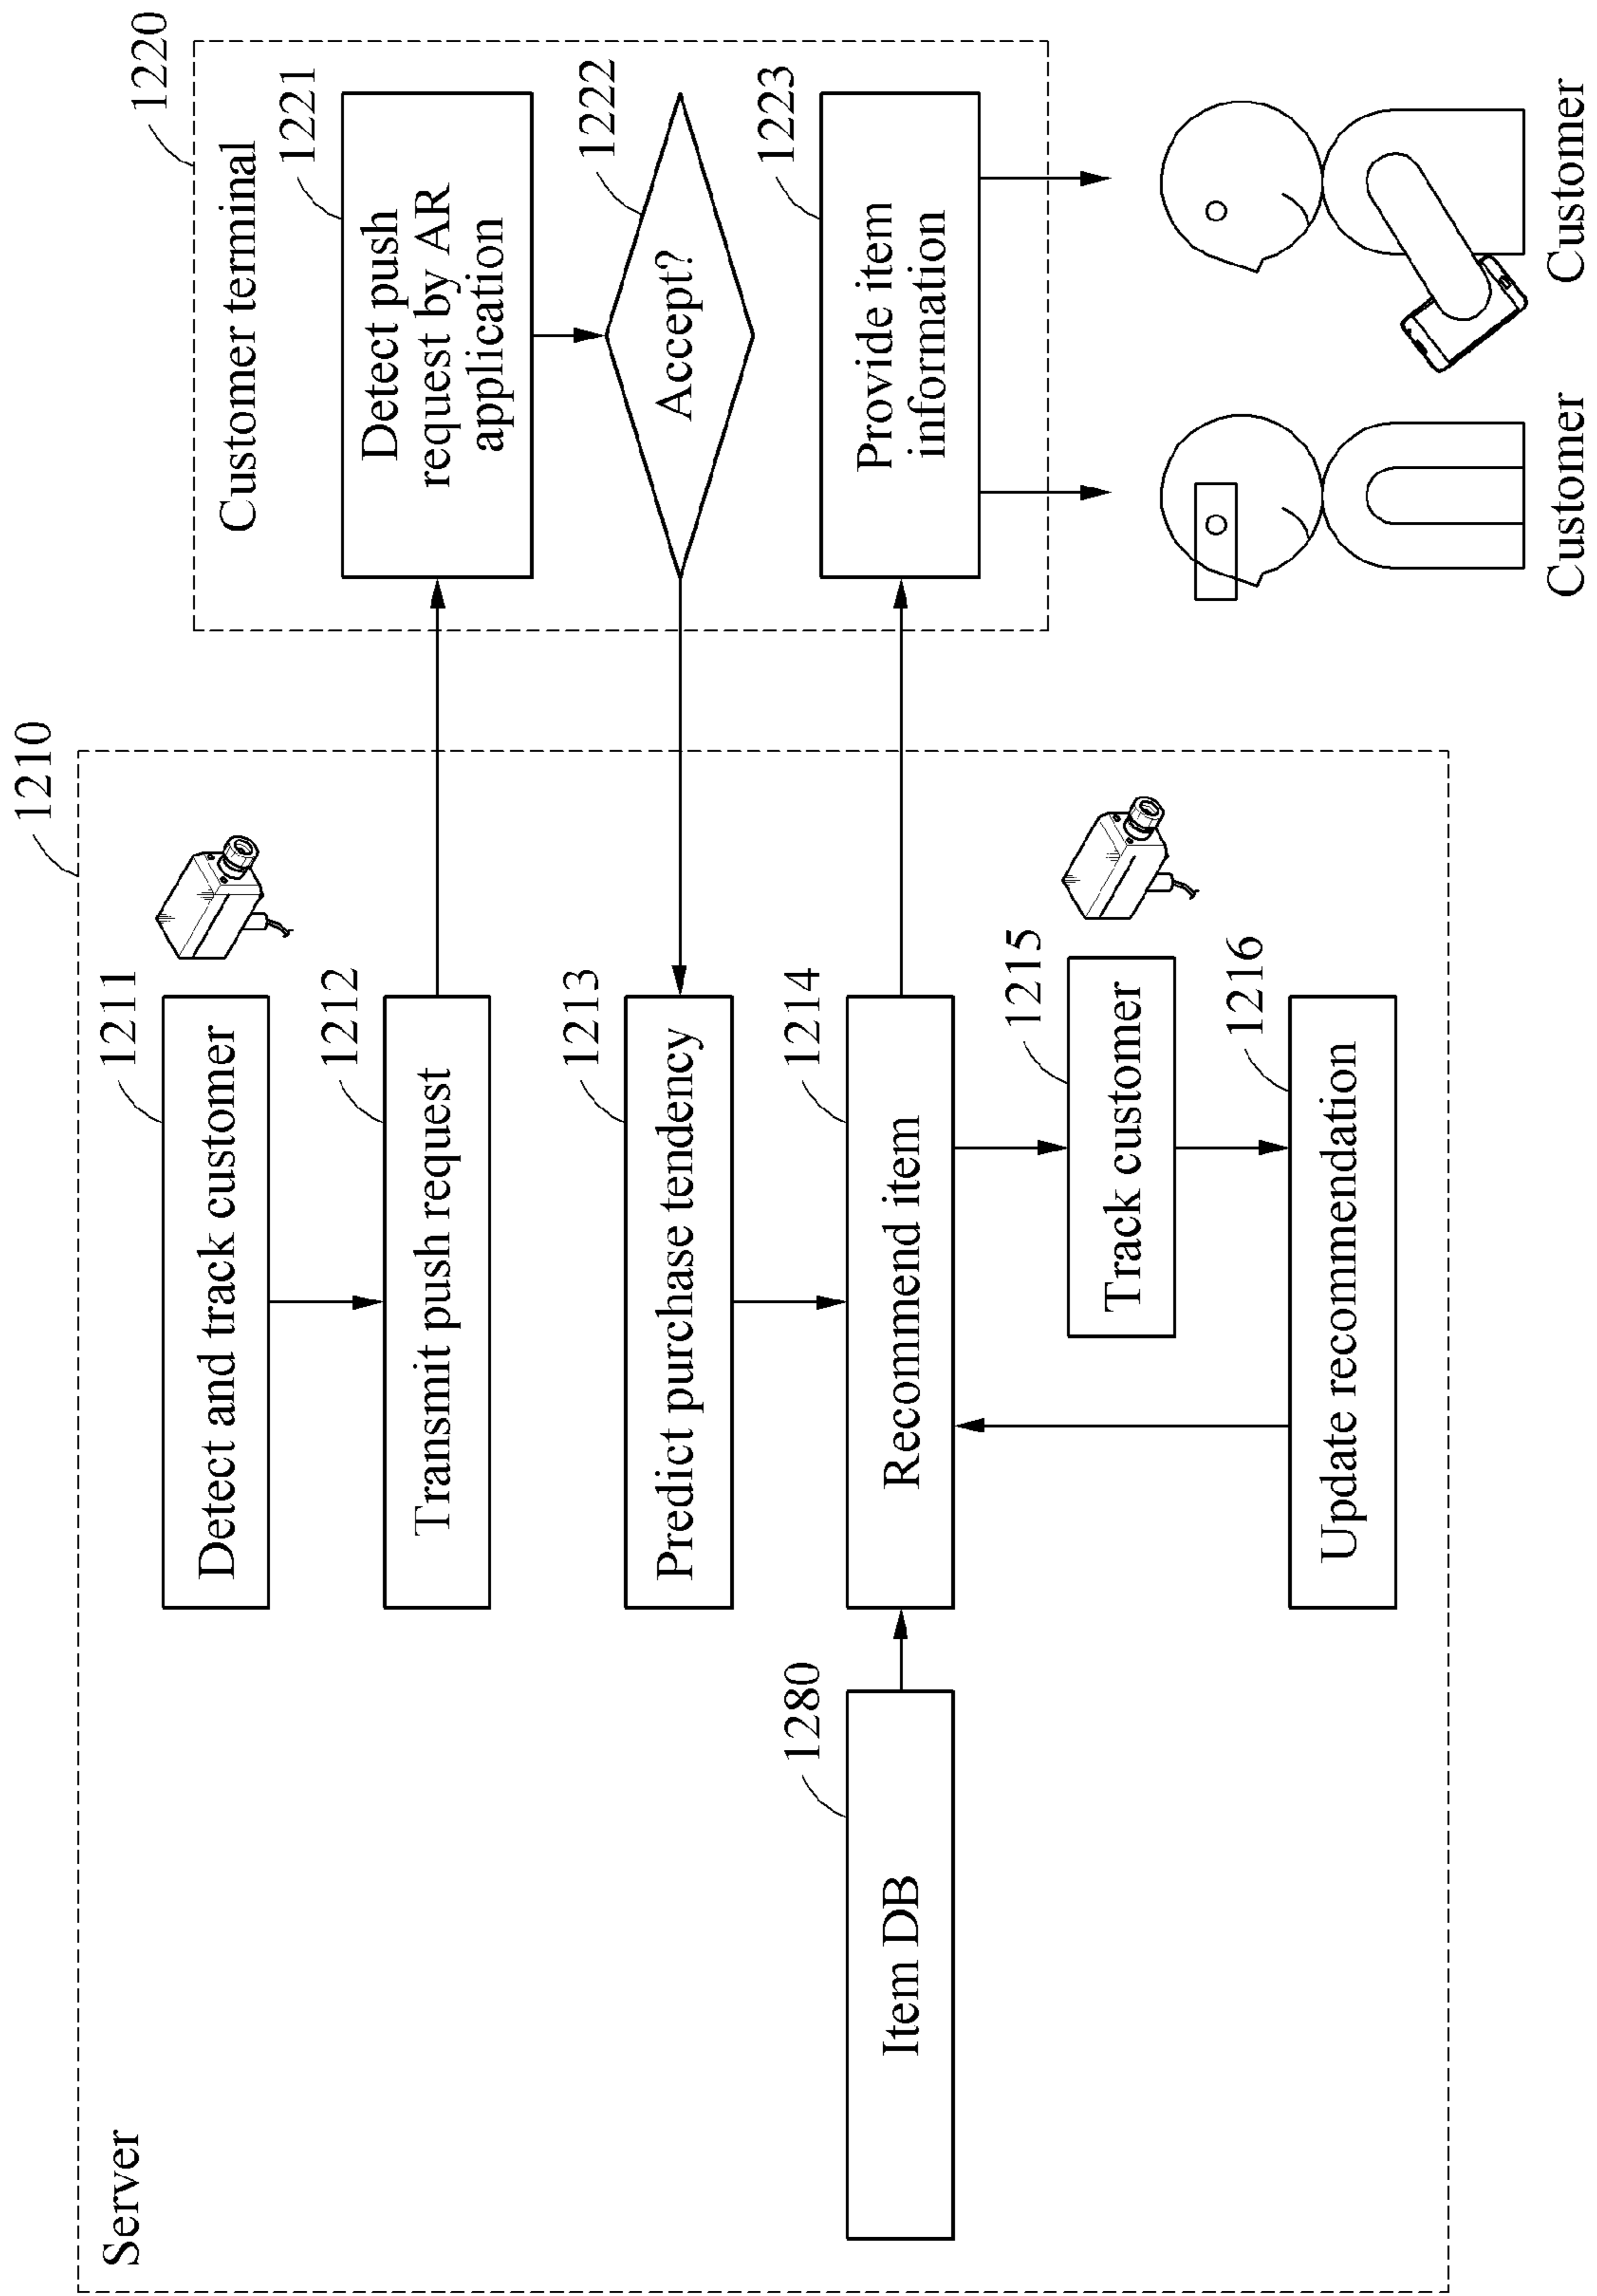 Server
1210
1211
Detect and track customer
1212
Transmit push request
1213
Predict purchase tendency
1280
Item DB
1214
Recommend item
1215
Track customer
1216
Update recommendation
1220
Customer terminal
1221
Detect push
request by AR
application
1222
Accept?
1223
Provide item
information
Customer
Customer